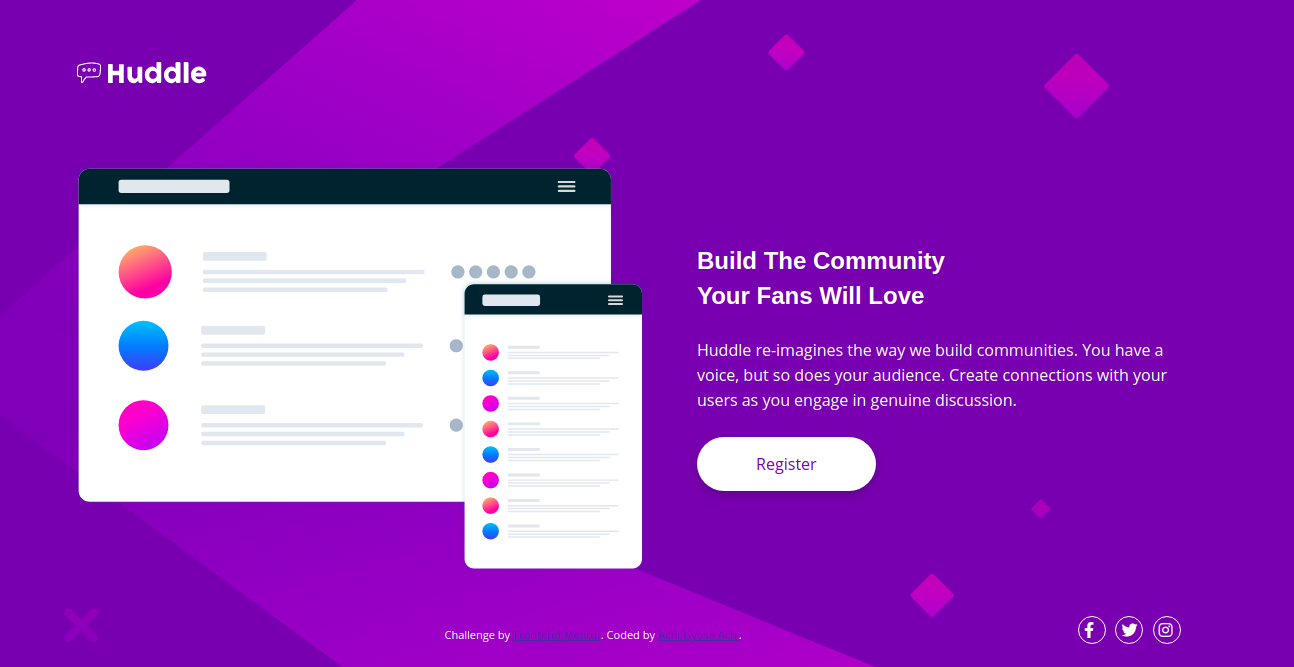 Huddle
Build The Community
Your Fans Will Love
Huddle re-imagines the way we build communities. You have a
voice, but so does your audience. Create connections with your
users as you engage in genuine discussion.
Register
Challenge by Frontend Mentor. Coded by